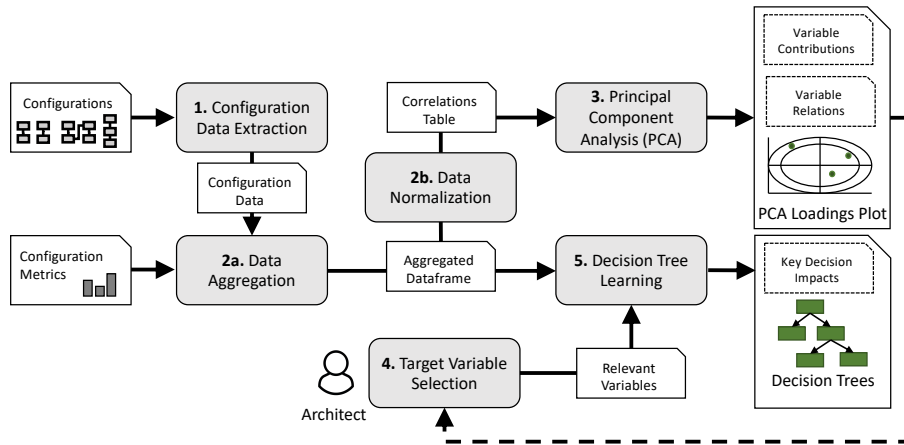 Configurations
1. Configuration
Data Extraction
Configuration
Data
Configuration
Metrics
2a. Data
Aggregation
Correlations
Table
2b. Data
Normalization
Aggregated
Dataframe
3. Principal
Component
Analysis (PCA)
Variable
Contributions
Variable
Relations
PCA Loadings Plot
5. Decision Tree
Learning
Key Decision
Impacts
Decision Trees
Architect
4. Target Variable
Selection
Relevant
Variables